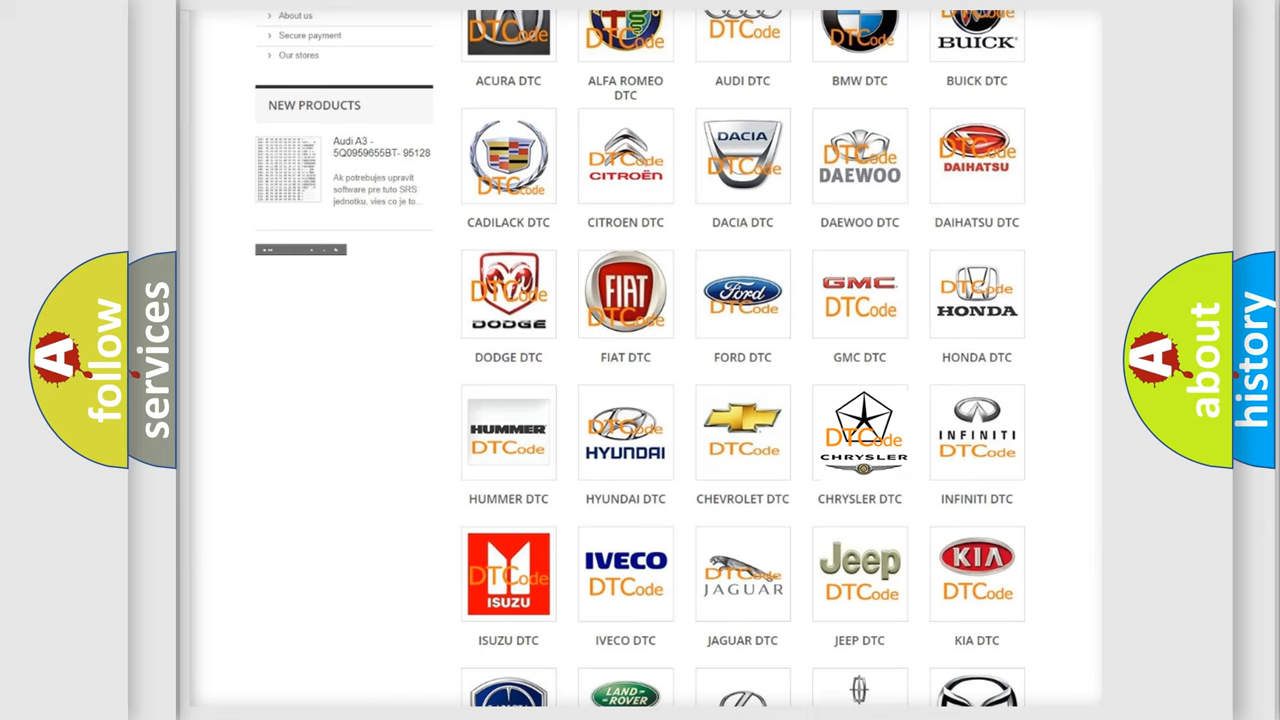 About us
Secure payment
Our stores
NEW PRODUCTS
Audi A3 -
5Q0959655BT- 95128
Ak potrebujes upravit
software pre tuto SRS
jednotku, vies co je to...
DTCode
DTCode
DTCode
DTCode
BUICK
ACURA DTC
ALFA ROMEO
DTC
AUDI DTC
BMW DTC
BUICK DTC
DTCode
DTCode
CITROËN
DACIA
DTCode
DTCode
DAEWOO
DTCode
DAIHATSU
CADILACK DTC
CITROEN DTC
DACIA DTC
DAEWOO DTC
DAIHATSU DTC
DTCode
DODGE
FIAT
DTCode
Ford
DTCode
GMC
DTCode
DTCode
HONDA
DODGE DTC
FIAT DTC
FORD DTC
GMC DTC
HONDA DTC
HUMMER
DTCode
DTCode
HYUNDAI
DTCode
DTCode
CHRYSLER
INFINITI
DTCode
HUMMER DTC
HYUNDAI DTC
CHEVROLET DTC
CHRYSLER DTC
INFINITI DTC
DTCode
ISUZU
IVECO
DTCode
DTCode
JAGUAR
Jeep
DTCode
KIA
DTCode
ISUZU DTC
IVECO DTC
JAGUAR DTC
JEEP DTC
KIA DTC
LAND-
ROVER
A
follow
services
A
about
history